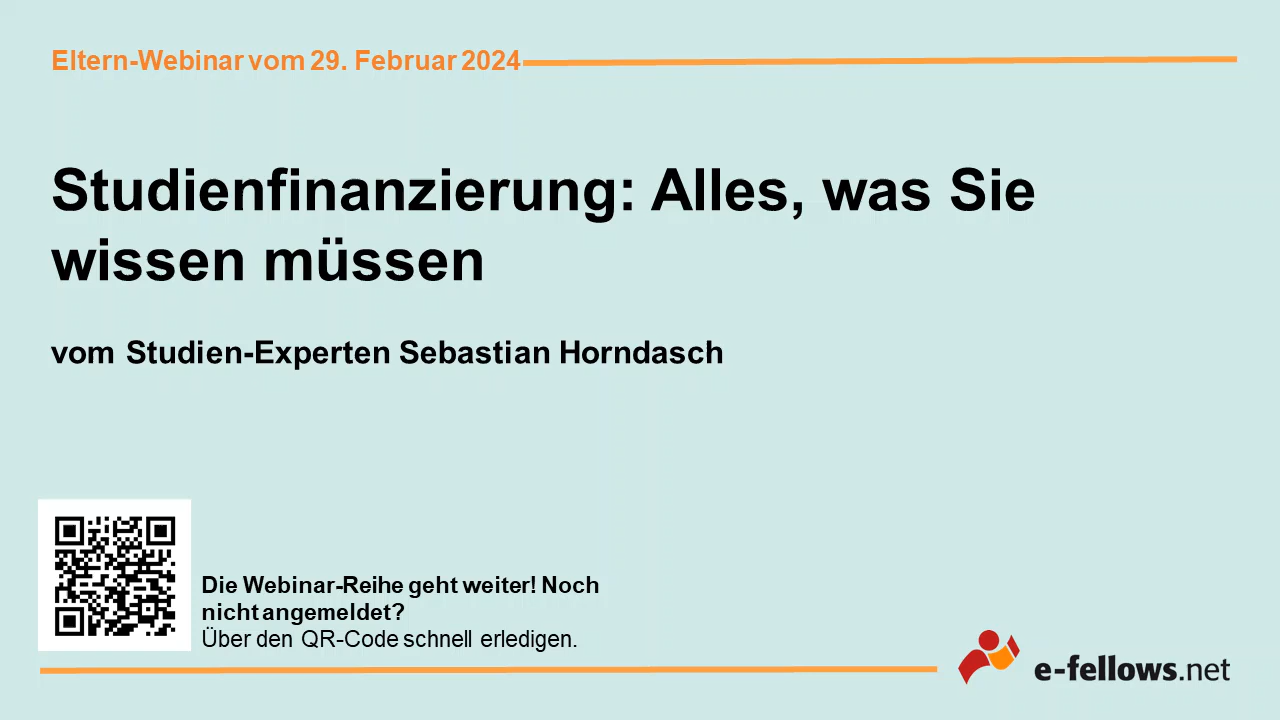 Eltern-Webinar vom 29. Februar 2024
Studienfinanzierung: Alles, was Sie
wissen müssen
vom Studien-Experten Sebastian Horndasch
Die Webinar-Reihe geht weiter! Noch
nicht angemeldet?
Über den QR-Code schnell erledigen.
e-fellows.net